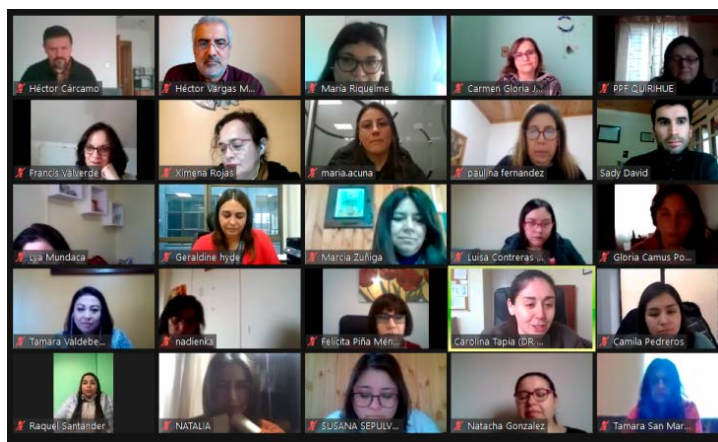 Héctor Cárcamo
Héctor Vargas M...
María Riquelme
Carmen Gloria J...
PPF QUIRIHUE
Francis Valverde
Ximena Rojas
maria.acuna
paulina fernandez
Sady David
Lya Mundaca
Geraldine hyde
Marcia Zuñiga
Luisa Contreras ...
Gloria Camus Po...
Tamara Valdebe...
nadienka
Felicita Piña Mén...
Carolina Tapia (DR ...
Camila Pedreros
Raquel Santander
NATALIA
SUSANA SEPULV...
Natacha Gonzalez
Tamara San Mar...